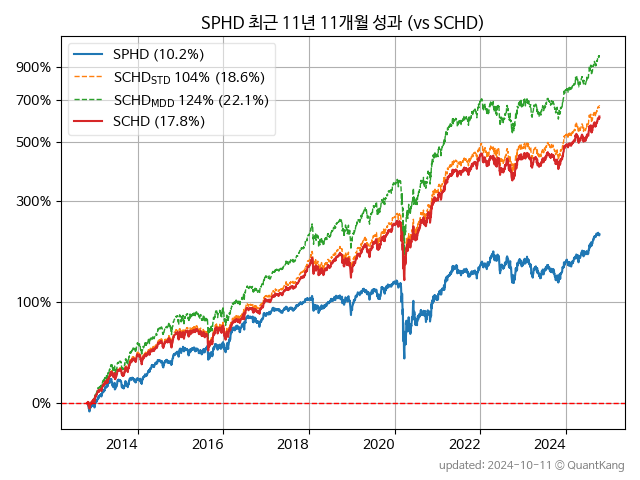 SPHD 최근 11년 11개월 성과 (vs SCHD)
SPHD (10.2%)
SCHD_STD 104% (18.6%)
SCHD_MDD 124% (22.1%)
SCHD (17.8%)
900%
700%
500%
300%
100%
0%
2014 2016 2018 2020 2022 2024
updated: 2024-10-11 © QuantKang